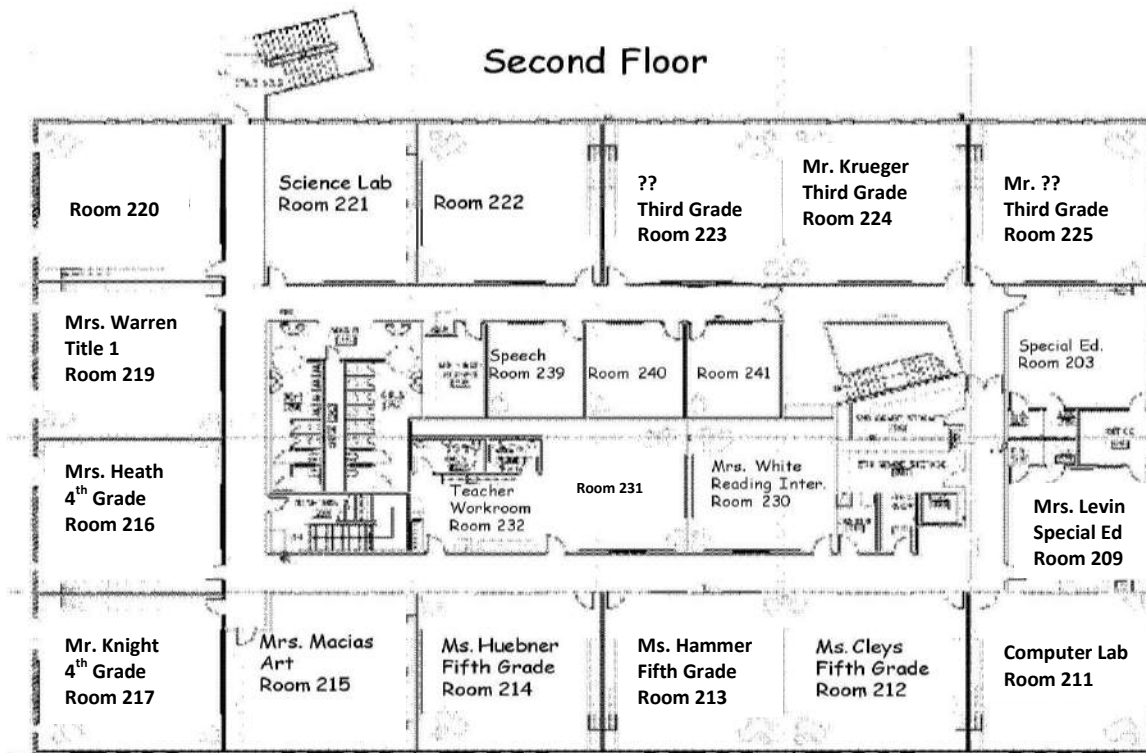 Second Floor
Room 220
Science Lab
Room 221
Room 222
??
Third Grade
Room 223
Mr. Krueger
Third Grade
Room 224
Mr. ??
Third Grade
Room 225
Mrs. Warren
Title 1
Room 219
Speech
Room 239
Room 240
Room 241
Special Ed.
Room 203
Mrs. Heath
4th Grade
Room 216
Teacher
Workroom
Room 232
Room 231
Mrs. White
Reading Inter.
Room 230
Mrs. Levin
Special Ed
Room 209
Mr. Knight
4th Grade
Room 217
Mrs. Macias
Art
Room 215
Ms. Huebner
Fifth Grade
Room 214
Ms. Hammer
Fifth Grade
Room 213
Ms. Cleys
Fifth Grade
Room 212
Computer Lab
Room 211